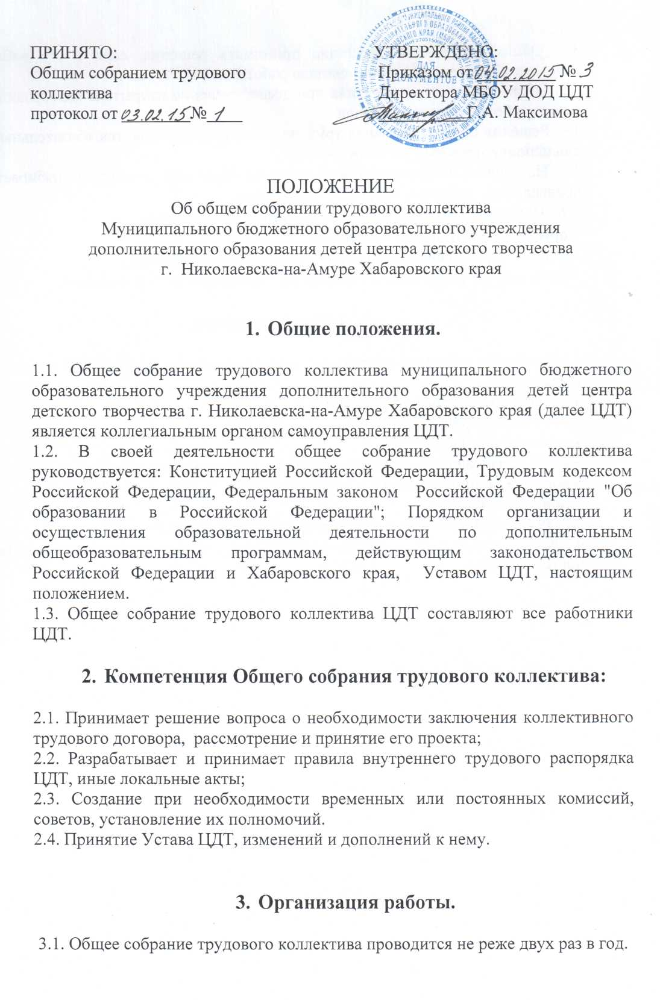 ПРИНЯТО:
Общим собранием трудового
коллектива
протокол от 03.02.15 № 1
УТВЕРЖДЕНО:
Приказом от 04.02.2015 № 3
Директора МБОУ ДОД ЦДТ
Г.А. Максимова
ДЛЯ
ДОКУМЕНТОВ
ПОЛОЖЕНИЕ
Об общем собрании трудового коллектива
Муниципального бюджетного образовательного учреждения
дополнительного образования детей центра детского творчества
г. Николаевска-на-Амуре Хабаровского края
1. Общие положения.
1.1. Общее собрание трудового коллектива муниципального бюджетного
образовательного учреждения дополнительного образования детей центра
детского творчества г. Николаевска-на-Амуре Хабаровского края (далее ЦДТ)
является коллегиальным органом самоуправления ЦДТ.
1.2. В своей деятельности общее собрание трудового коллектива
руководствуется: Конституцией Российской Федерации, Трудовым кодексом
Российской Федерации, Федеральным законом Российской Федерации "Об
образовании в Российской Федерации"; Порядком организации и
осуществления образовательной деятельности по дополнительным
общеобразовательным программам, действующим законодательством
Российской Федерации и Хабаровского края, Уставом ЦДТ, настоящим
положением.
1.3. Общее собрание трудового коллектива ЦДТ составляют все работники
ЦДТ.
2. Компетенция Общего собрания трудового коллектива:
2.1. Принимает решение вопроса о необходимости заключения коллективного
трудового договора, рассмотрение и принятие его проекта;
2.2. Разрабатывает и принимает правила внутреннего трудового распорядка
ЦДТ, иные локальные акты;
2.3. Создание при необходимости временных или постоянных комиссий,
советов, установление их полномочий.
2.4. Принятие Устава ЦДТ, изменений и дополнений к нему.
3. Организация работы.
3.1. Общее собрание трудового коллектива проводится не реже двух раз в год.